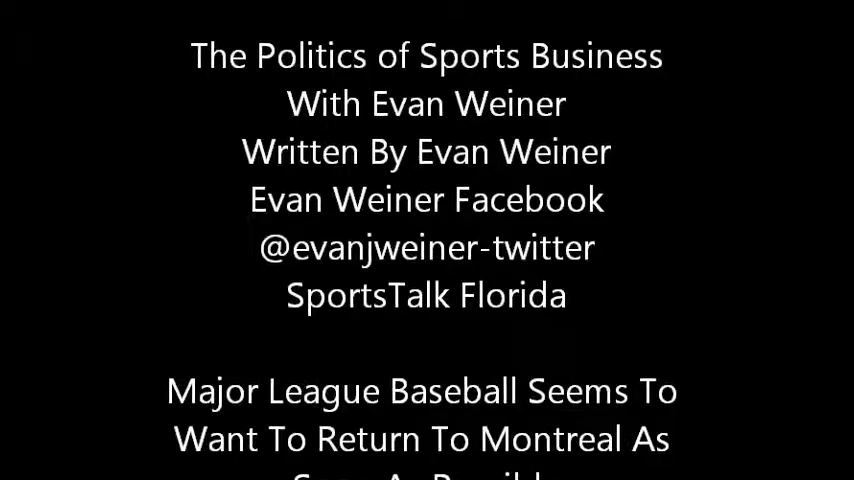 The Politics of Sports Business
With Evan Weiner
Written By Evan Weiner
Evan Weiner Facebook
@evanjweiner-twitter
SportsTalk Florida
Major League Baseball Seems To
Want To Return To Montreal As